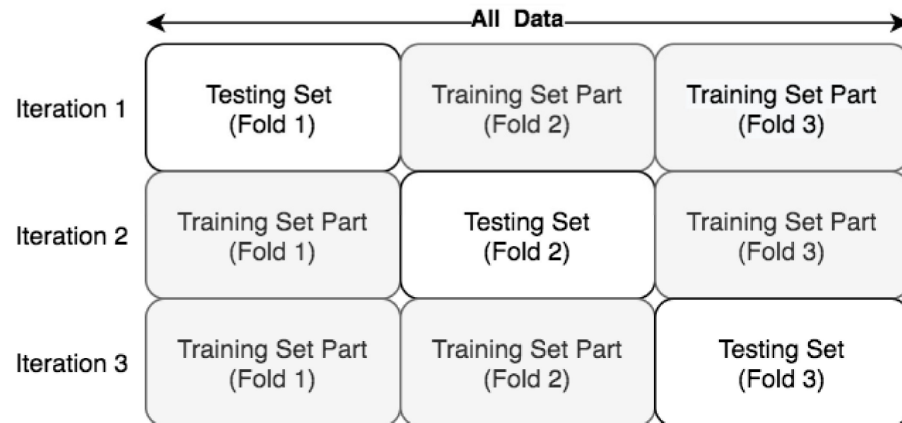 All Data
Iteration 1
Testing Set
(Fold 1)
Training Set Part
(Fold 2)
Training Set Part
(Fold 3)
Iteration 2
Training Set Part
(Fold 1)
Testing Set
(Fold 2)
Training Set Part
(Fold 3)
Iteration 3
Training Set Part
(Fold 1)
Training Set Part
(Fold 2)
Testing Set
(Fold 3)